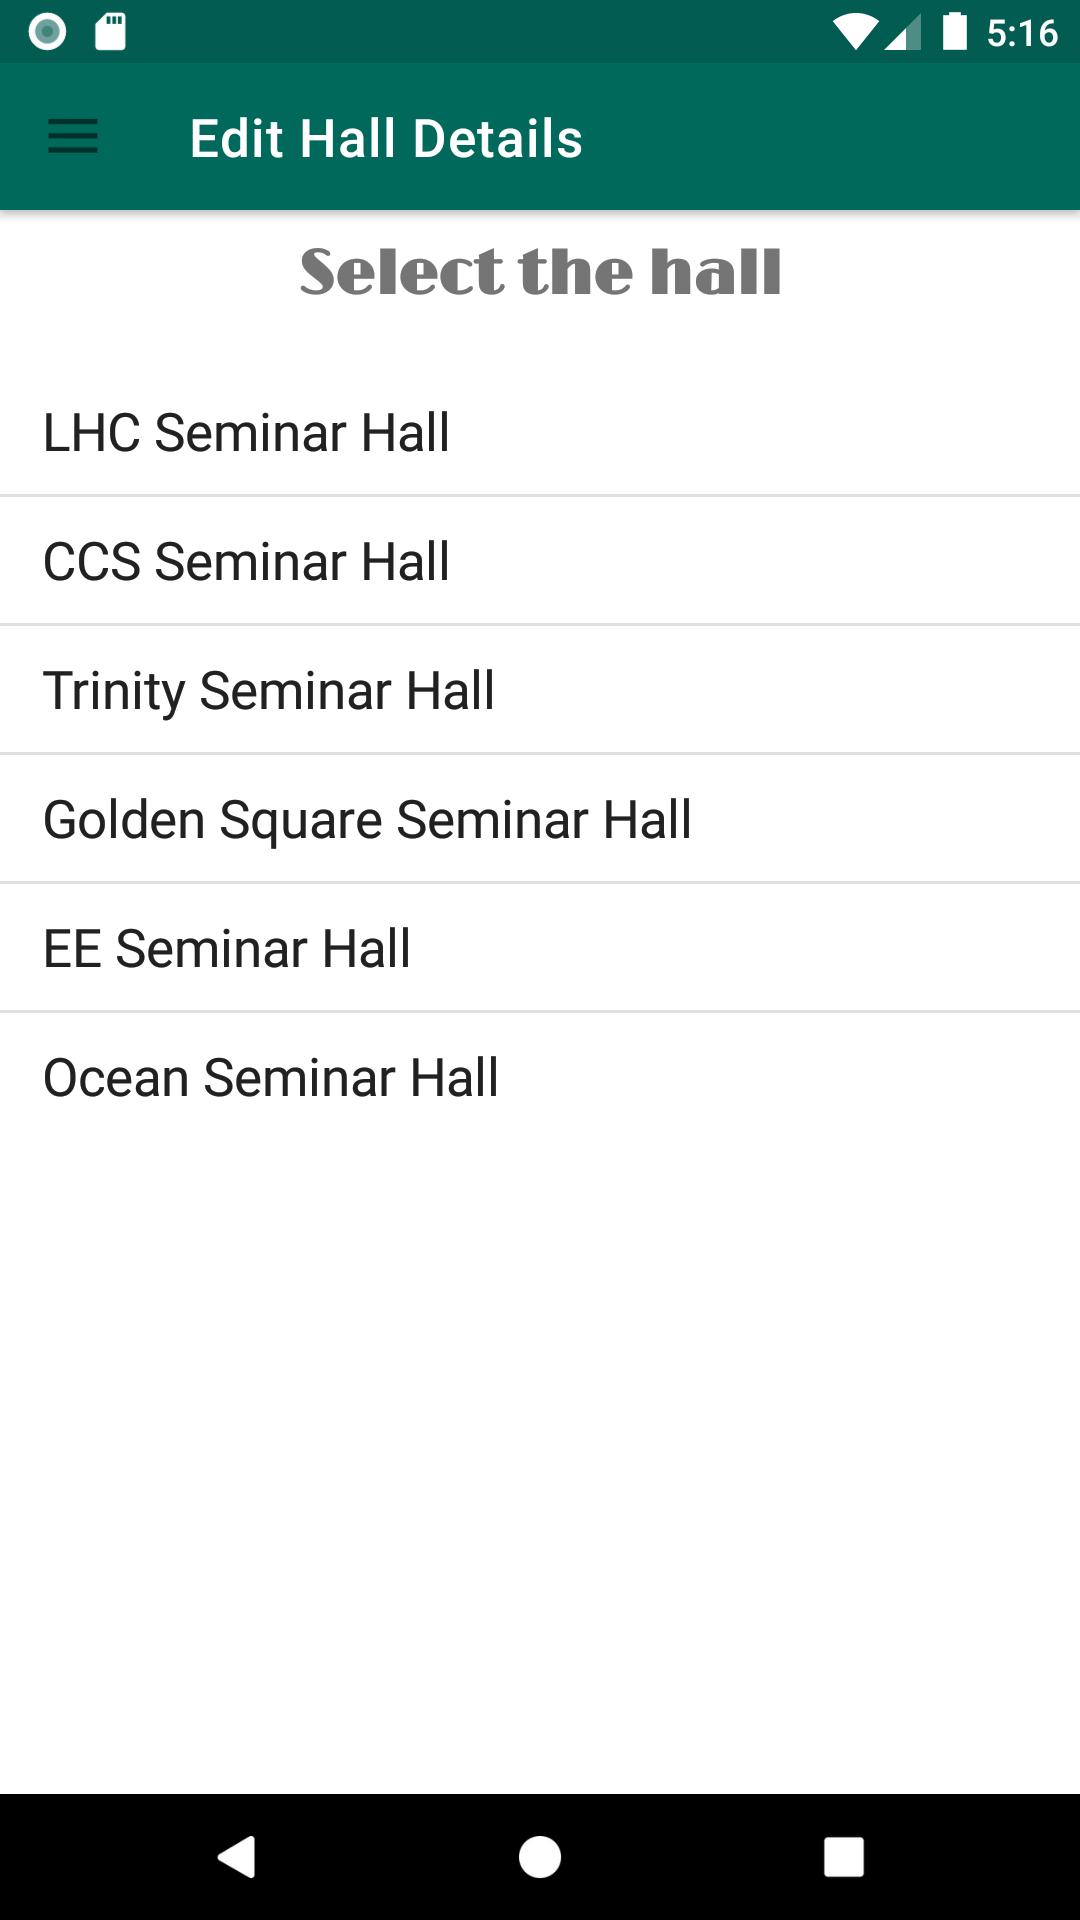 5:16
Edit Hall Details
Select the hall
LHC Seminar Hall
CCS Seminar Hall
Trinity Seminar Hall
Golden Square Seminar Hall
EE Seminar Hall
Ocean Seminar Hall